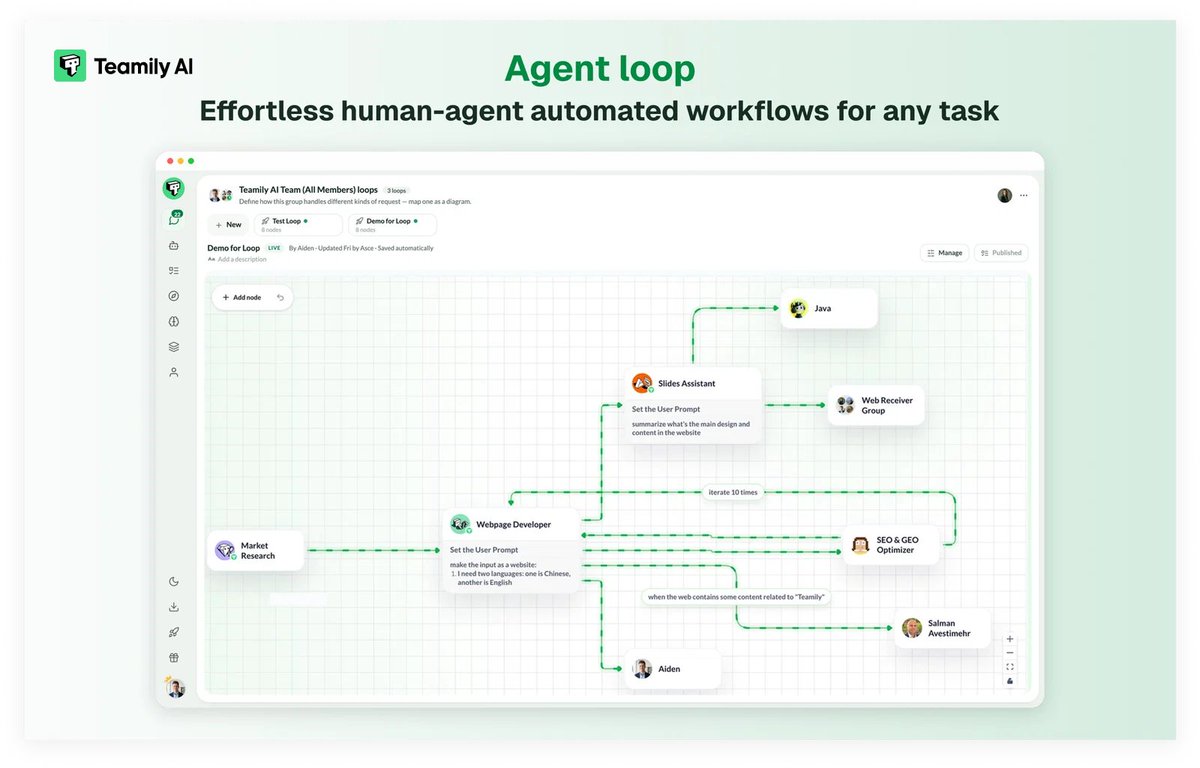 Teamily AI
Agent loop
Effortless human-agent automated workflows for any task
Teamily AI Team (All Members) loops
3 loops
Define how this group handles different kinds of request — map one as a diagram.
22
+ New
Test Loop
8 nodes
Demo for Loop
8 nodes
Demo for Loop
LIVE
By Aiden · Updated Fri by Asce · Saved automatically
Aa Add a description
Manage
Published
+ Add node
Java
Slides Assistant
Set the User Prompt
summarize what's the main design and
content in the website
Web Receiver
Group
iterate 10 times
Webpage Developer
Set the User Prompt
make the input as a website:
1. I need two languages: one is Chinese,
another is English
Market
Research
SEO & GEO
Optimizer
when the web contains some content related to "Teamily"
Salman
Avestimehr
Aiden